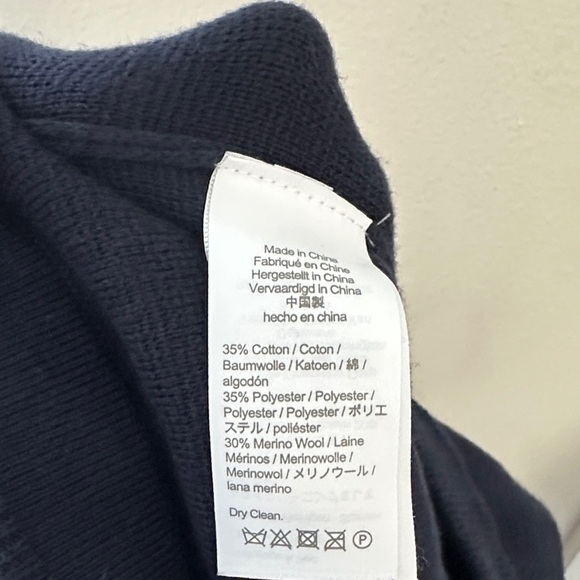 Made in China
Fabriqué en Chine
Hergestellt in China
Vervaardigd in China
中国製
hecho en china
35% Cotton / Coton /
Baumwolle / Katoen / 綿 /
algodón
35% Polyester / Polyester /
Polyester / Polyester / ポリエ
ステル / poliéster
30% Merino Wool / Laine
Mérinos / Merinowolle /
Merinowol / メリノウール /
lana merino
Dry Clean.
P